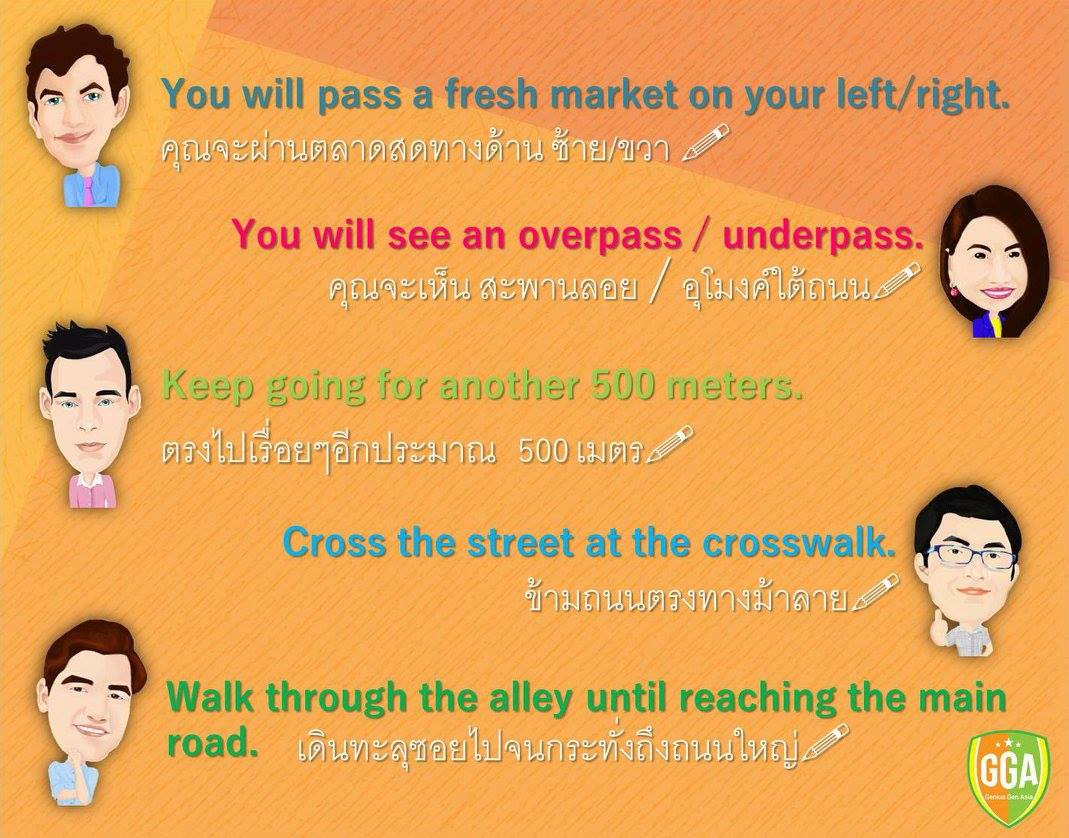 You will pass a fresh market on your left/right.
คุณจะผ่านตลาดสดทางด้าน ซ้าย/ขวา
You will see an overpass / underpass.
คุณจะเห็น สะพานลอย / อุโมงค์ใต้ถนน
Keep going for another 500 meters.
ตรงไปเรื่อยๆอีกประมาณ 500 เมตร
Cross the street at the crosswalk.
ข้ามถนนตรงทางม้าลาย
Walk through the alley until reaching the main
road. เดินทะลุซอยไปจนกระทั่งถึงถนนใหญ่
GGA
Genius Gen Asia